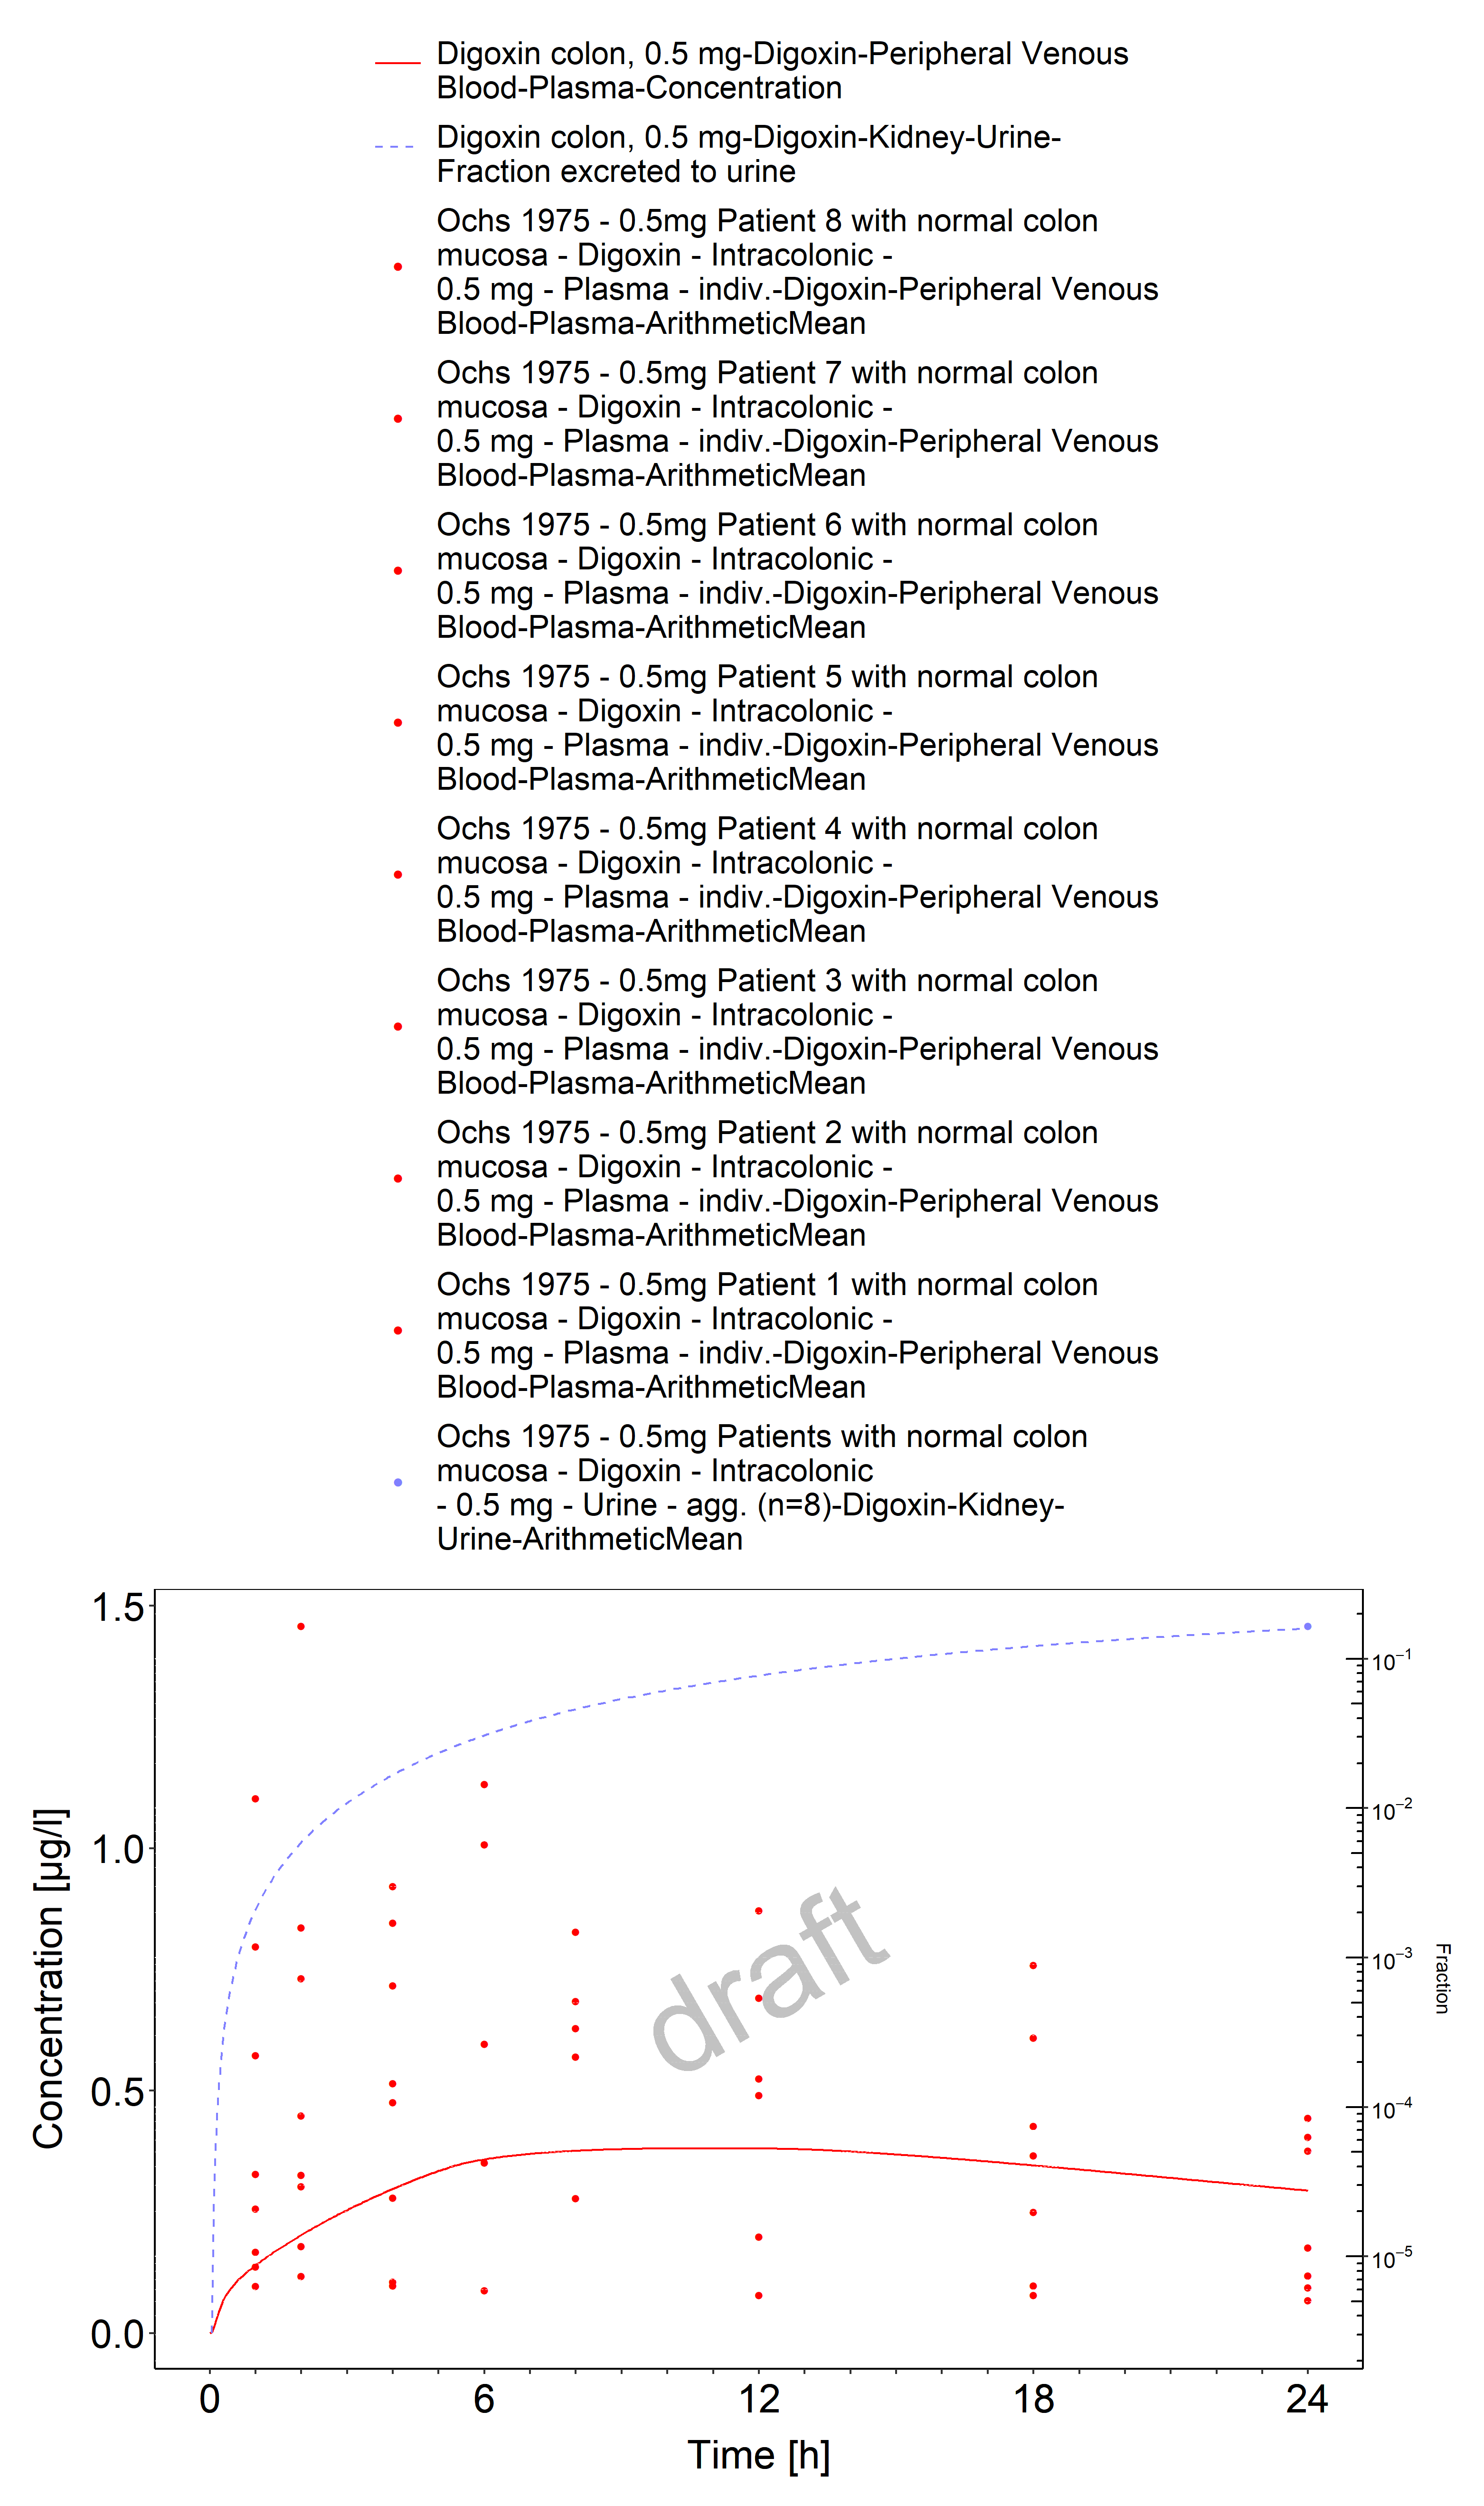 Digoxin colon, 0.5 mg-Digoxin-Peripheral Venous
Blood-Plasma-Concentration
Digoxin colon, 0.5 mg-Digoxin-Kidney-Urine-
Fraction excreted to urine
Ochs 1975 - 0.5mg Patient 8 with normal colon
mucosa - Digoxin - Intracolonic -
0.5 mg - Plasma - indiv.-Digoxin-Peripheral Venous
Blood-Plasma-ArithmeticMean
Ochs 1975 - 0.5mg Patient 7 with normal colon
mucosa - Digoxin - Intracolonic -
0.5 mg - Plasma - indiv.-Digoxin-Peripheral Venous
Blood-Plasma-ArithmeticMean
Ochs 1975 - 0.5mg Patient 6 with normal colon
mucosa - Digoxin - Intracolonic -
0.5 mg - Plasma - indiv.-Digoxin-Peripheral Venous
Blood-Plasma-ArithmeticMean
Ochs 1975 - 0.5mg Patient 5 with normal colon
mucosa - Digoxin - Intracolonic -
0.5 mg - Plasma - indiv.-Digoxin-Peripheral Venous
Blood-Plasma-ArithmeticMean
Ochs 1975 - 0.5mg Patient 4 with normal colon
mucosa - Digoxin - Intracolonic -
0.5 mg - Plasma - indiv.-Digoxin-Peripheral Venous
Blood-Plasma-ArithmeticMean
Ochs 1975 - 0.5mg Patient 3 with normal colon
mucosa - Digoxin - Intracolonic -
0.5 mg - Plasma - indiv.-Digoxin-Peripheral Venous
Blood-Plasma-ArithmeticMean
Ochs 1975 - 0.5mg Patient 2 with normal colon
mucosa - Digoxin - Intracolonic -
0.5 mg - Plasma - indiv.-Digoxin-Peripheral Venous
Blood-Plasma-ArithmeticMean
Ochs 1975 - 0.5mg Patient 1 with normal colon
mucosa - Digoxin - Intracolonic -
0.5 mg - Plasma - indiv.-Digoxin-Peripheral Venous
Blood-Plasma-ArithmeticMean
Ochs 1975 - 0.5mg Patients with normal colon
mucosa - Digoxin - Intracolonic
- 0.5 mg - Urine - agg. (n=8)-Digoxin-Kidney-
Urine-ArithmeticMean
1.5
1.0
0.5
0.0
Concentration [µg/l]
draft
10⁻¹
10⁻²
10⁻³
10⁻⁴
10⁻⁵
Fraction
0 6 12 18 24
Time [h]